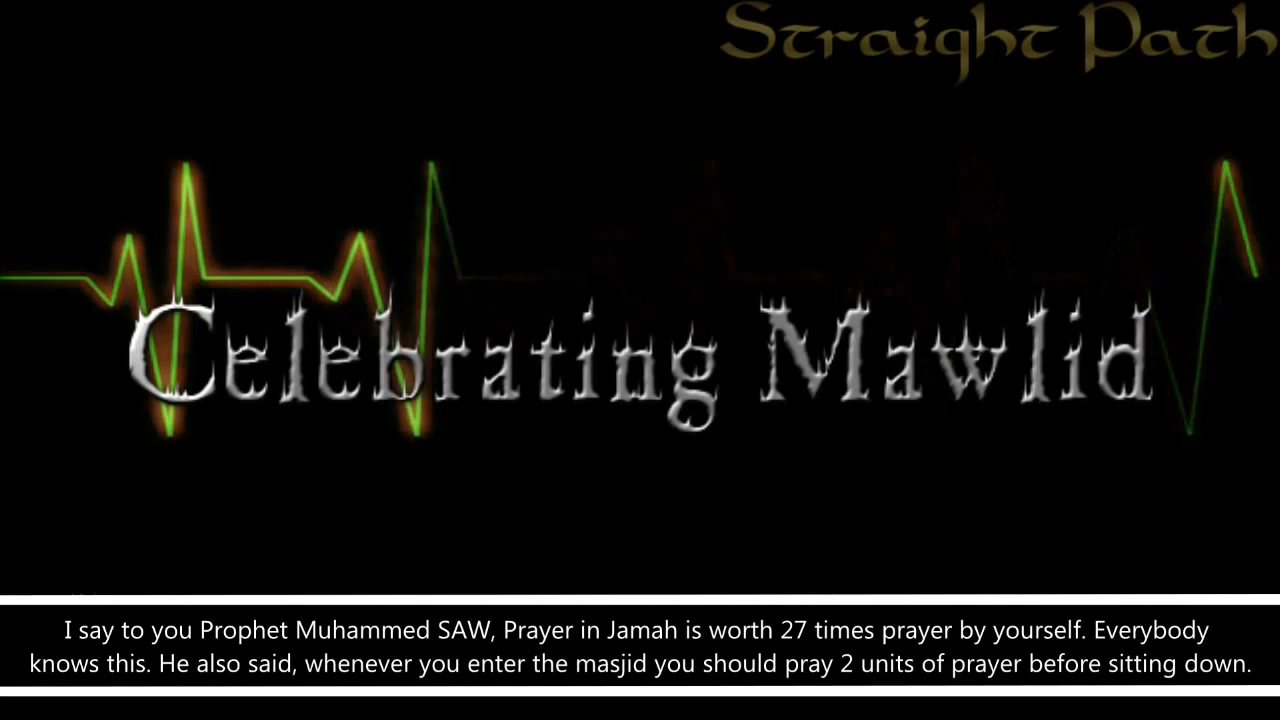 Straight Path
Celebrating Mawlid
I say to you Prophet Muhammed SAW, Prayer in Jamah is worth 27 times prayer by yourself. Everybody
knows this. He also said, whenever you enter the masjid you should pray 2 units of prayer before sitting down.